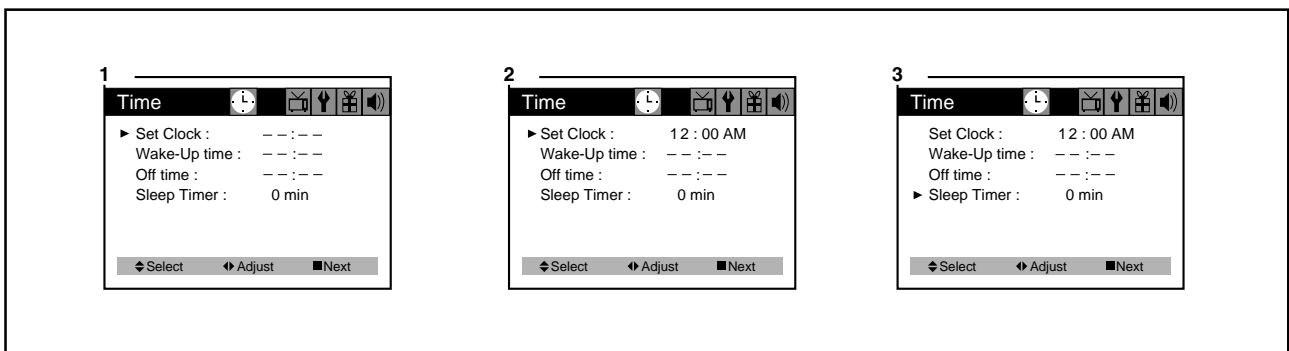 1
Time
► Set Clock : – – : – –
Wake-Up time : – – : – –
Off time : – – : – –
Sleep Timer : 0 min
Select Adjust Next
2
Time
► Set Clock : 12 : 00 AM
Wake-Up time : – – : – –
Off time : – – : – –
Sleep Timer : 0 min
Select Adjust Next
3
Time
Set Clock : 12 : 00 AM
Wake-Up time : – – : – –
Off time : – – : – –
► Sleep Timer : 0 min
Select Adjust Next